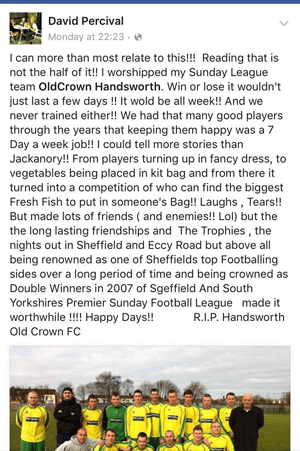 David Percival
Monday at 22:23 ·
I can more than most relate to this!!!  Reading that is
not the half of it!! I worshipped my Sunday League
team OldCrown Handsworth. Win or lose it wouldn't
just last a few days !! It wold be all week!! And we
never trained either!! We had that many good players
through the years that keeping them happy was a 7
Day a week job!! I could tell more stories than
Jackanory!! From players turning up in fancy dress, to
vegetables being placed in kit bag and from there it
turned into a competition of who can find the biggest
Fresh Fish to put in someone's Bag!! Laughs , Tears!!
But made lots of friends ( and enemies!! Lol) but the
the long lasting friendships and  The Trophies , the
nights out in Sheffield and Eccy Road but above all
being renowned as one of Sheffields top Footballing
sides over a long period of time and being crowned as
Double Winners in 2007 of Sgeffield And South
Yorkshires Premier Sunday Football League   made it
worthwhile !!!! Happy Days!!             R.I.P. Handsworth
Old Crown FC